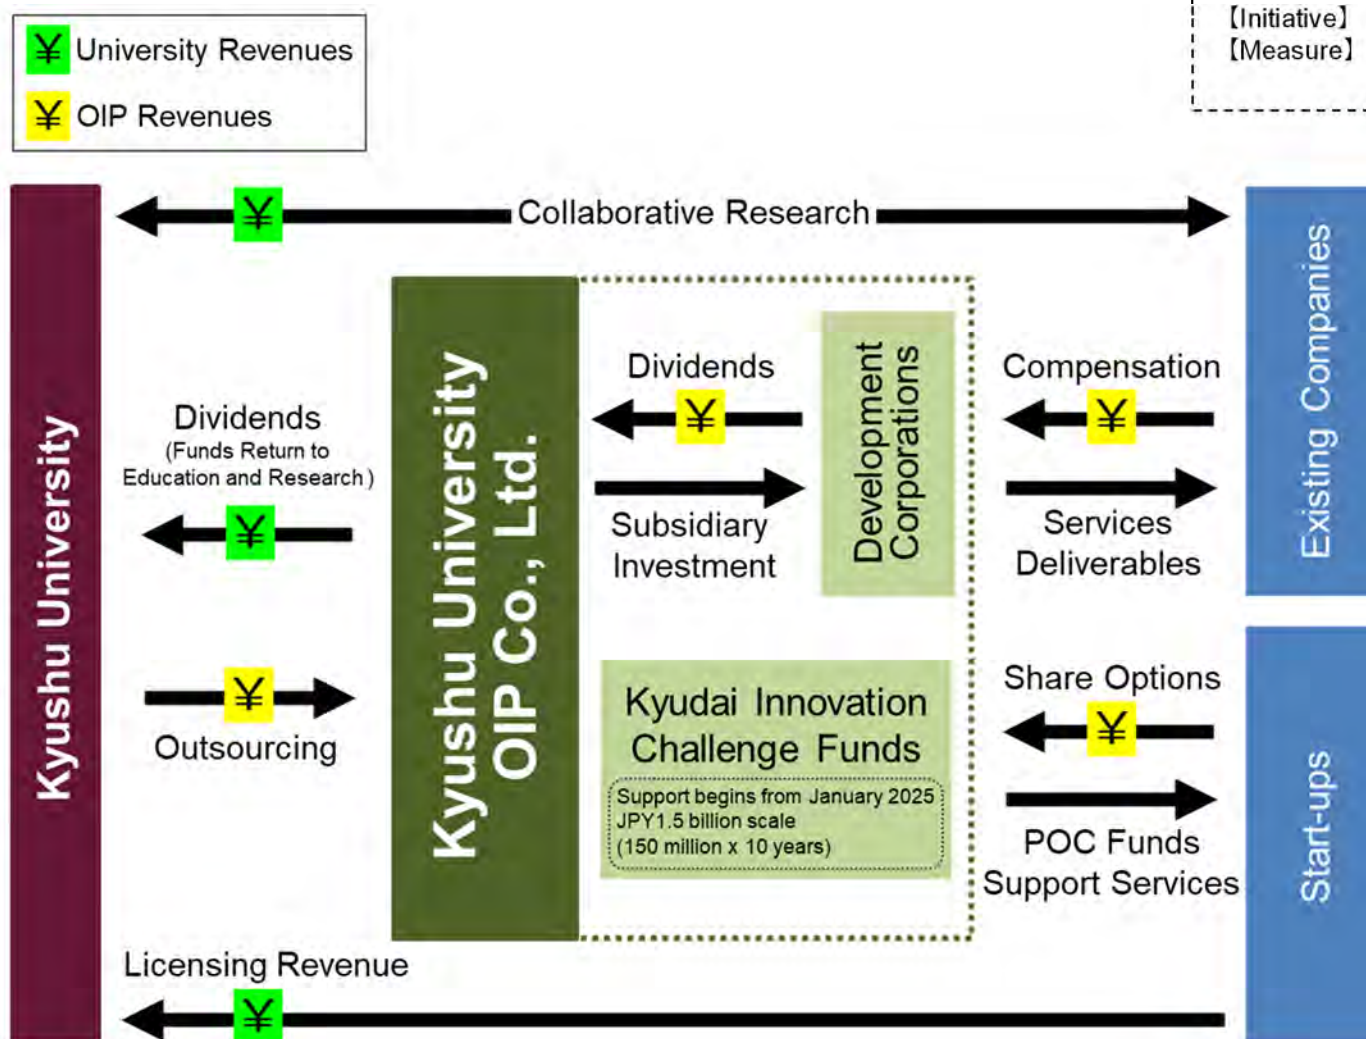 ¥ University Revenues
¥ OIP Revenues
【Initiative】
【Measure】
¥
Collaborative Research
Kyushu University
Dividends
(Funds Return to
Education and Research)
¥
¥
Outsourcing
Kyushu University
OIP Co., Ltd.
Dividends
¥
Subsidiary
Investment
Development
Corporations
Kyudai Innovation
Challenge Funds
Support begins from January 2025
JPY1.5 billion scale
(150 million x 10 years)
Compensation
¥
Services
Deliverables
Existing Companies
Share Options
¥
POC Funds
Support Services
Start-ups
Licensing Revenue
¥